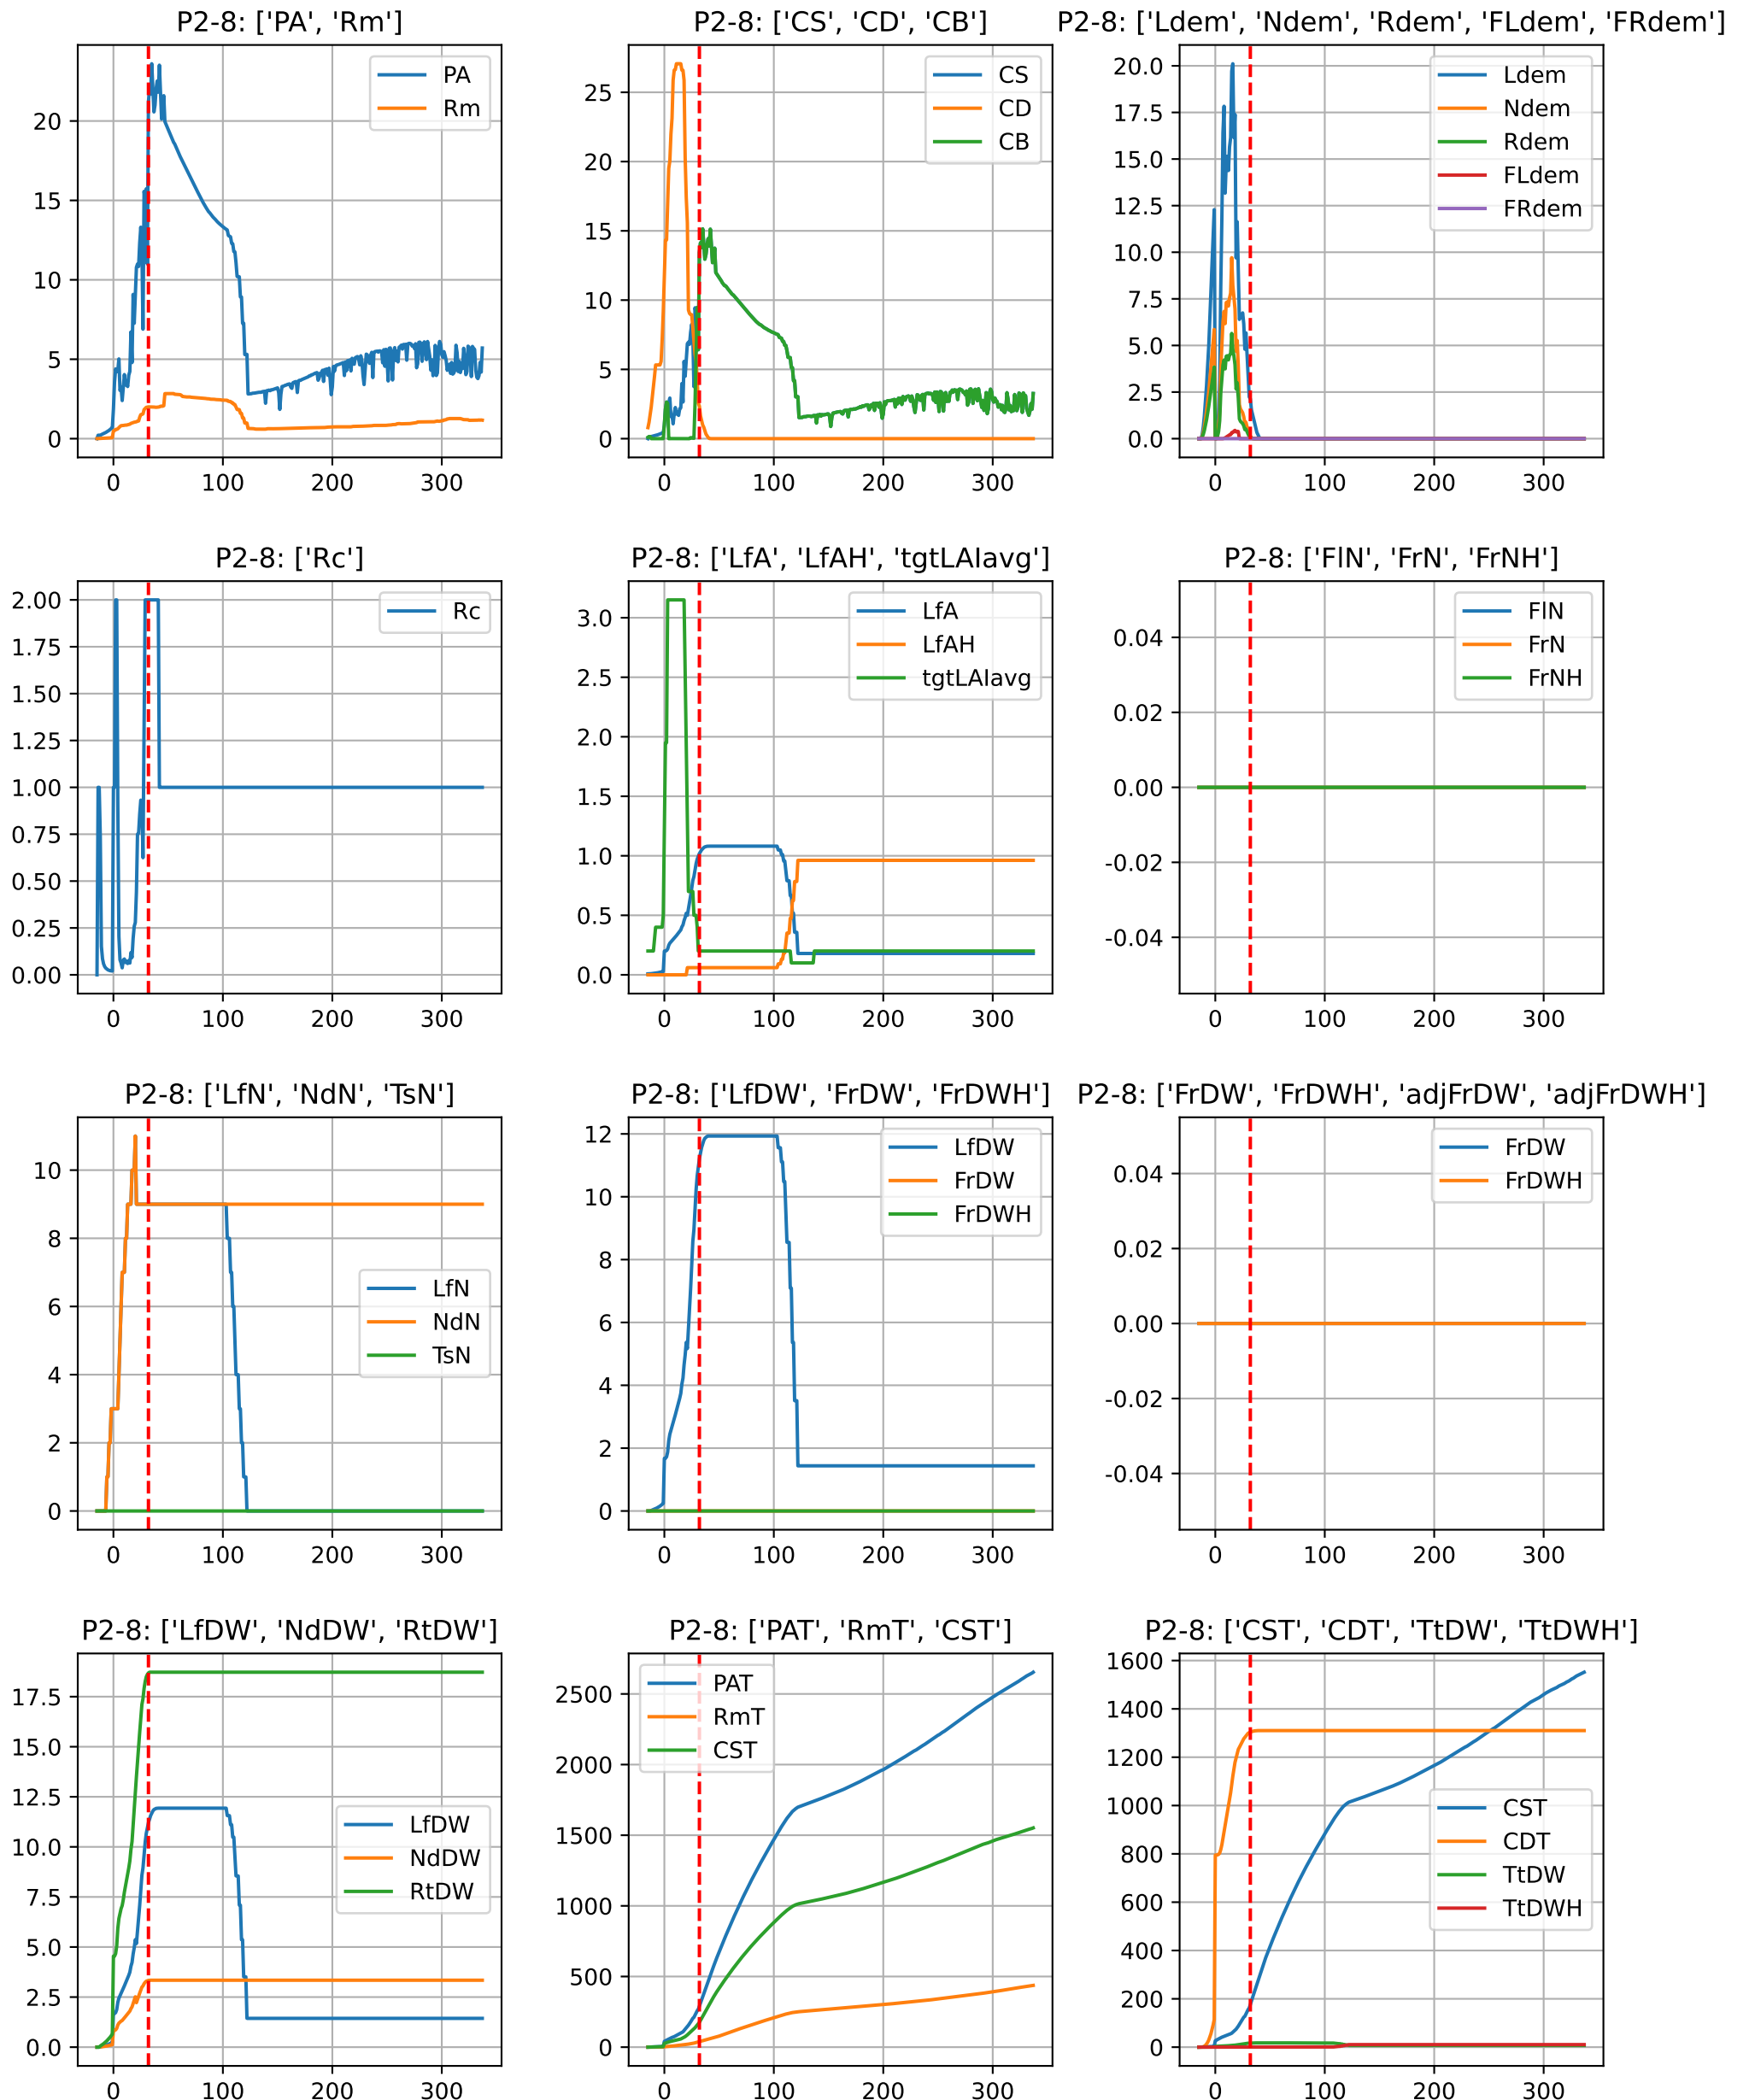 P2-8: ['PA', 'Rm']
PA
Rm
20
15
10
5
0
0 100 200 300
P2-8: ['CS', 'CD', 'CB']
CS
CD
CB
25
20
15
10
5
0
0 100 200 300
P2-8: ['Ldem', 'Ndem', 'Rdem', 'FLdem', 'FRdem']
Ldem
Ndem
Rdem
FLdem
FRdem
20.0
17.5
15.0
12.5
10.0
7.5
5.0
2.5
0.0
0 100 200 300
P2-8: ['Rc']
Rc
2.00
1.75
1.50
1.25
1.00
0.75
0.50
0.25
0.00
0 100 200 300
P2-8: ['LfA', 'LfAH', 'tgtLAIavg']
LfA
LfAH
tgtLAIavg
3.0
2.5
2.0
1.5
1.0
0.5
0.0
0 100 200 300
P2-8: ['FlN', 'FrN', 'FrNH']
FlN
FrN
FrNH
0.04
0.02
0.00
-0.02
-0.04
0 100 200 300
P2-8: ['LfN', 'NdN', 'TsN']
LfN
NdN
TsN
10
8
6
4
2
0
0 100 200 300
P2-8: ['LfDW', 'FrDW', 'FrDWH']
LfDW
FrDW
FrDWH
12
10
8
6
4
2
0
0 100 200 300
P2-8: ['FrDW', 'FrDWH', 'adjFrDW', 'adjFrDWH']
FrDW
FrDWH
0.04
0.02
0.00
-0.02
-0.04
0 100 200 300
P2-8: ['LfDW', 'NdDW', 'RtDW']
LfDW
NdDW
RtDW
17.5
15.0
12.5
10.0
7.5
5.0
2.5
0.0
0 100 200 300
P2-8: ['PAT', 'RmT', 'CST']
PAT
RmT
CST
2500
2000
1500
1000
500
0
0 100 200 300
P2-8: ['CST', 'CDT', 'TtDW', 'TtDWH']
CST
CDT
TtDW
TtDWH
1600
1400
1200
1000
800
600
400
200
0
0 100 200 300